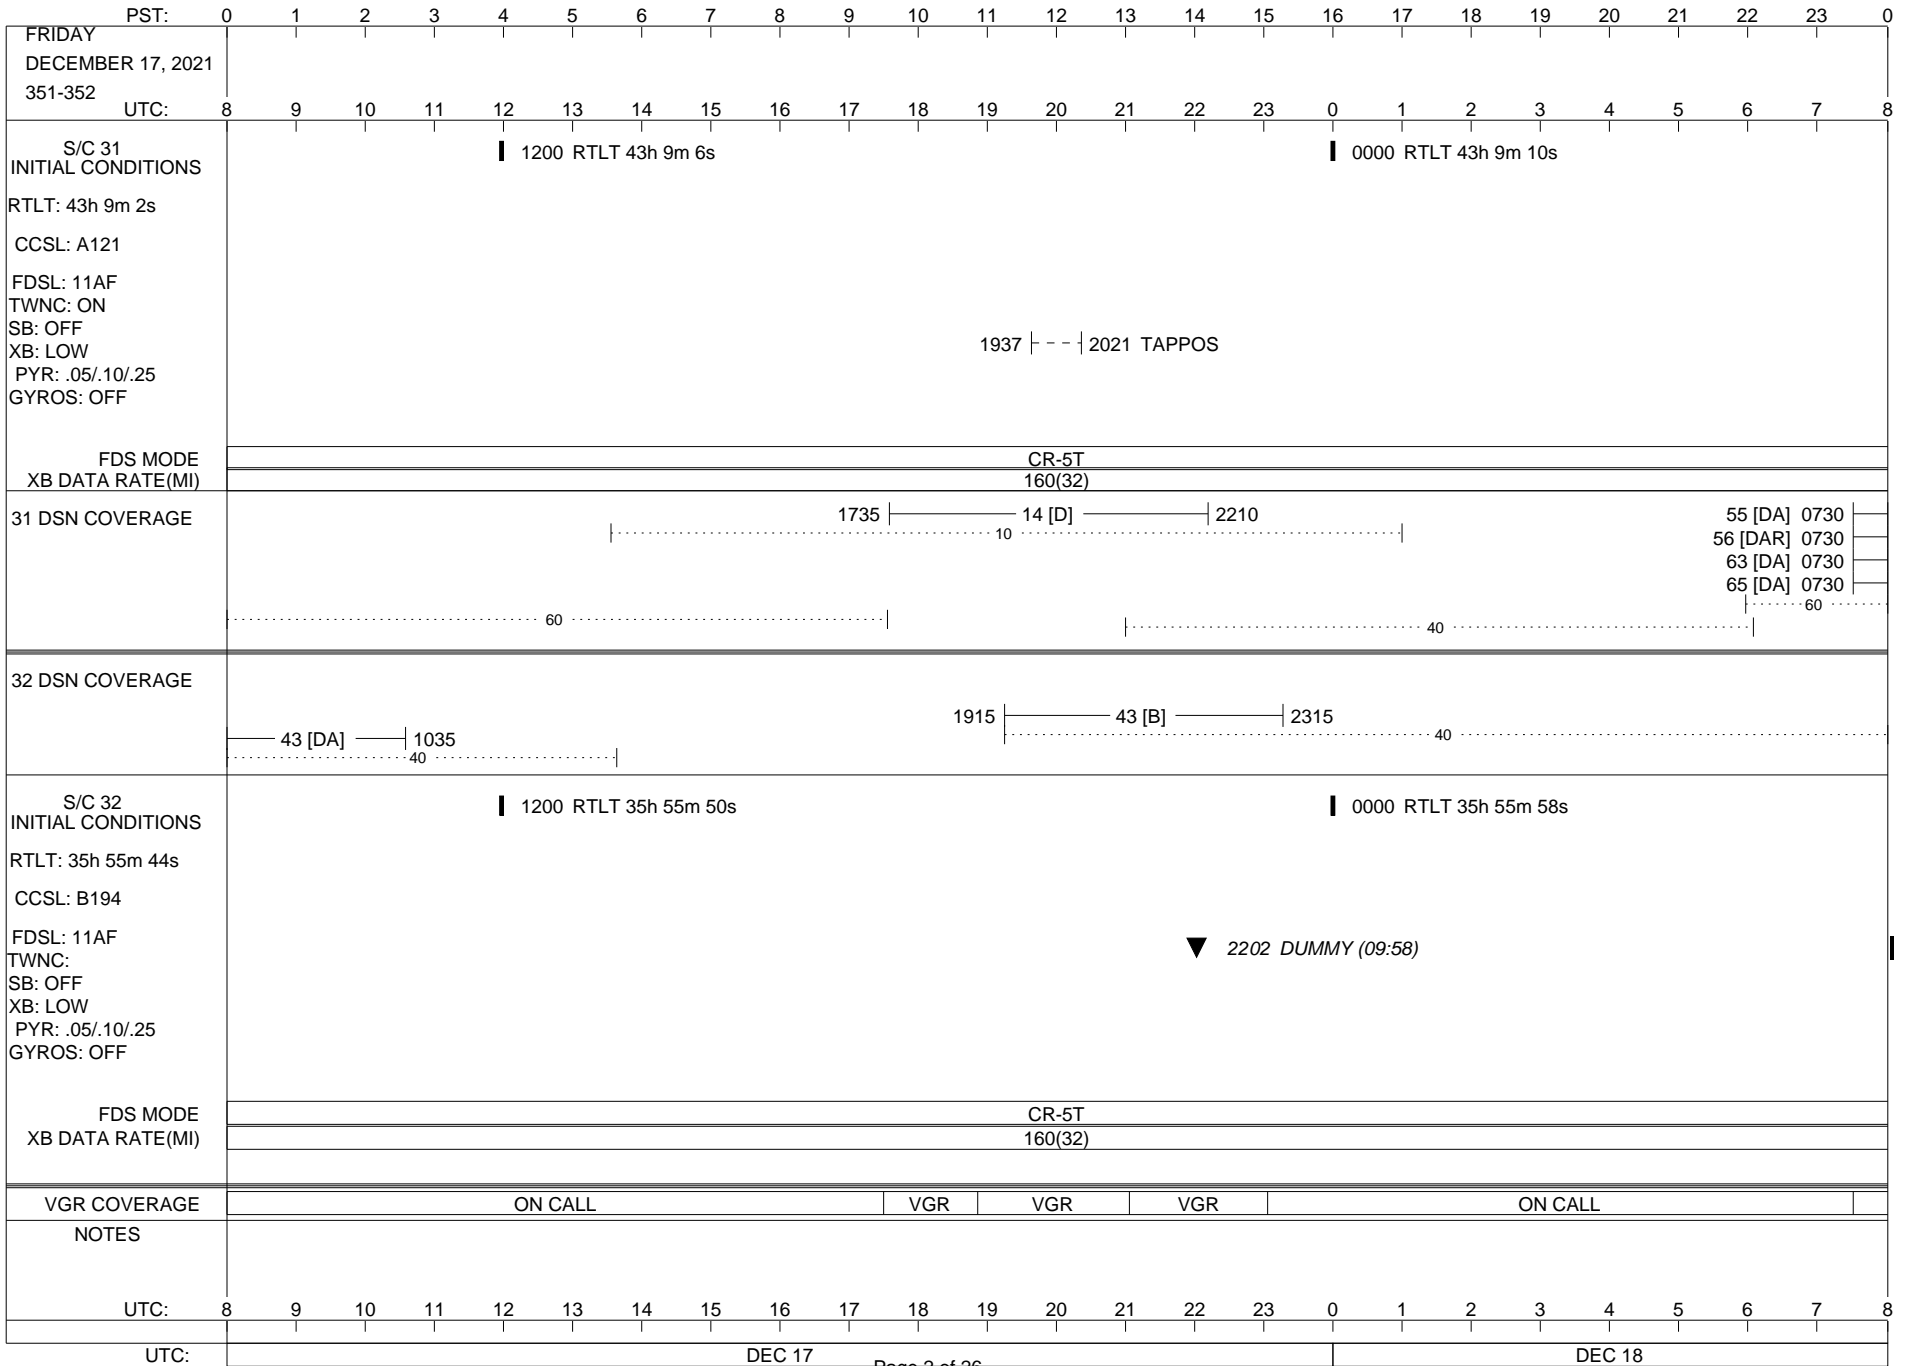 PST: 0 1 2 3 4 5 6 7 8 9 10 11 12 13 14 15 16 17 18 19 20 21 22 23 0
FRIDAY
DECEMBER 17, 2021
351-352
UTC: 8 9 10 11 12 13 14 15 16 17 18 19 20 21 22 23 0 1 2 3 4 5 6 7 8
S/C 31
INITIAL CONDITIONS
1200 RTLT 43h 9m 6s
0000 RTLT 43h 9m 10s
RTLT: 43h 9m 2s
CCSL: A121
FDSL: 11AF
TWNC: ON
SB: OFF
XB: LOW
PYR: .05/.10/.25
GYROS: OFF
1937 2021 TAPPOS
FDS MODE CR-5T
XB DATA RATE(MI) 160(32)
31 DSN COVERAGE
1735 14 [D] 2210
10
55 [DA] 0730
56 [DAR] 0730
63 [DA] 0730
65 [DA] 0730
60
60
40
32 DSN COVERAGE
1915 43 [B] 2315
40
43 [DA] 1035
40
S/C 32
INITIAL CONDITIONS
1200 RTLT 35h 55m 50s
0000 RTLT 35h 55m 58s
RTLT: 35h 55m 44s
CCSL: B194
FDSL: 11AF
TWNC:
SB: OFF
XB: LOW
PYR: .05/.10/.25
GYROS: OFF
2202 DUMMY (09:58)
FDS MODE CR-5T
XB DATA RATE(MI) 160(32)
VGR COVERAGE ON CALL VGR VGR VGR ON CALL
NOTES
UTC: 8 9 10 11 12 13 14 15 16 17 18 19 20 21 22 23 0 1 2 3 4 5 6 7 8
UTC: DEC 17 DEC 18
Page 2 of 26